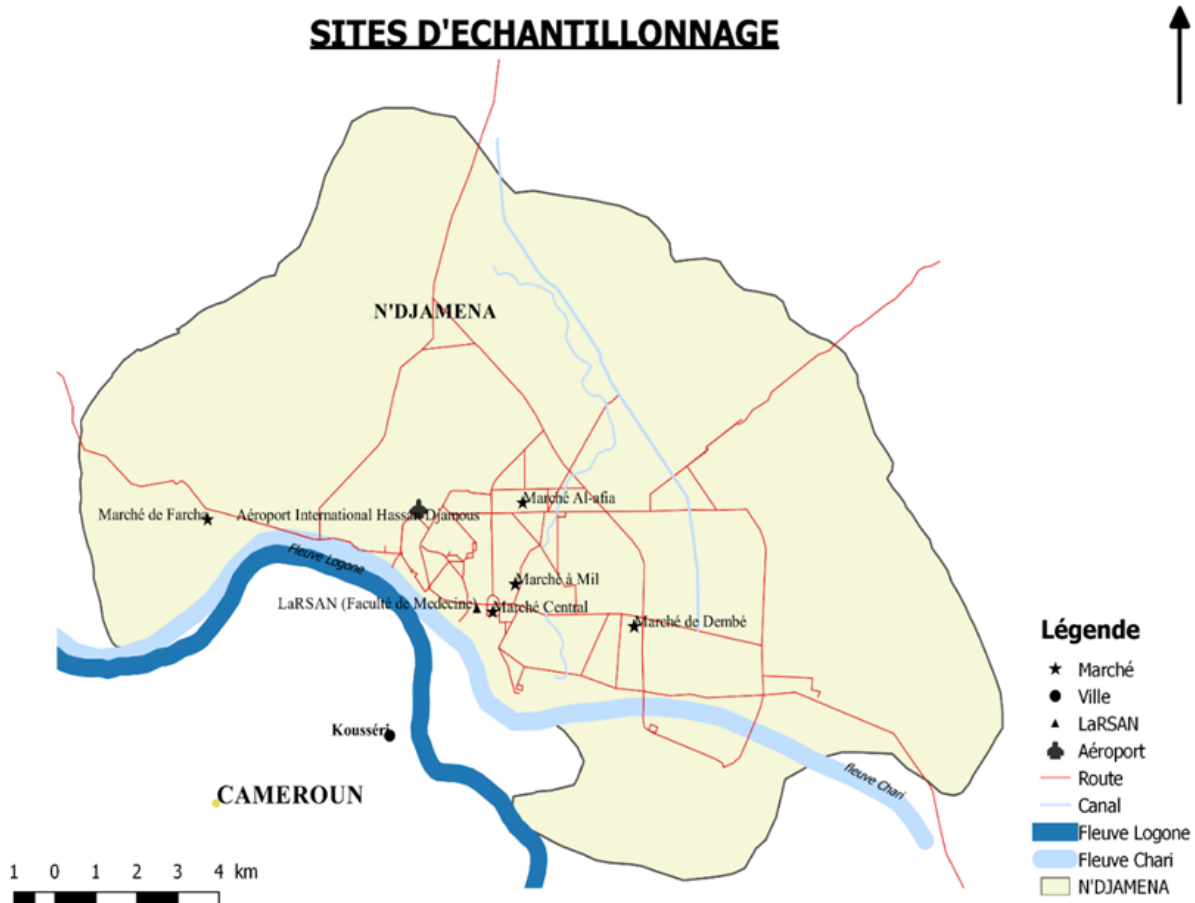 SITES D'ECHANTILLONNAGE
N'DJAMENA
Marché Al-afia
Marché de Farcha
Aéroport International Hassan Djamous
Fleuve Logone
Marché à Mil
LaRSAN (Faculté de Medecine)
Marché Central
Marché de Dembé
Kousséri
fleuve Chari
CAMEROUN
Légende
Marché
Ville
LaRSAN
Aéroport
Route
Canal
Fleuve Logone
Fleuve Chari
N'DJAMENA
1 0 1 2 3 4 km